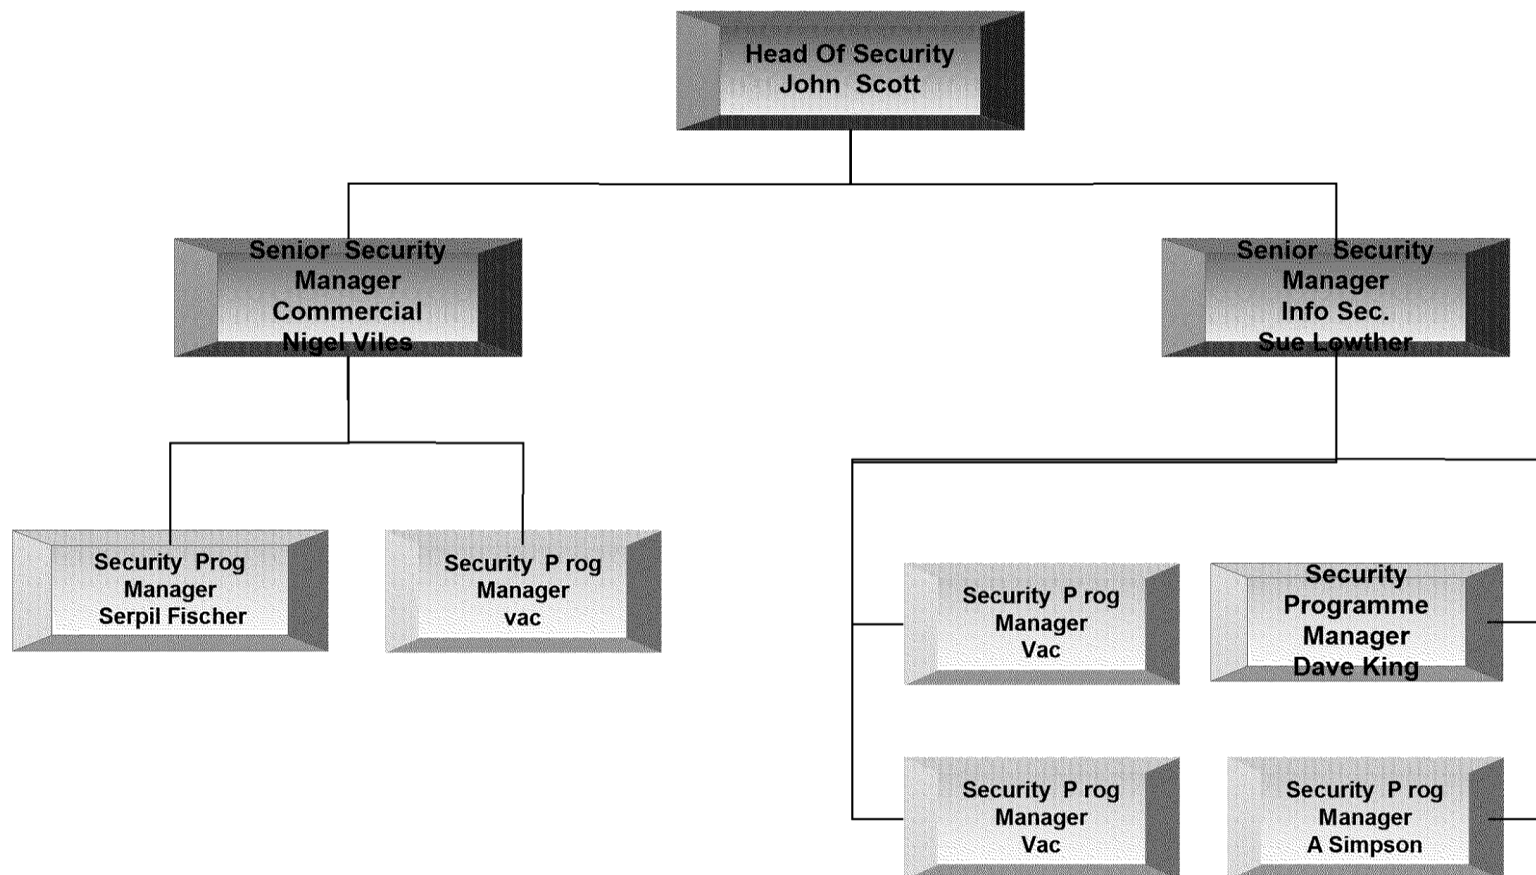 Head Of Security
John Scott
Senior Security
Manager
Commercial
Nigel Viles
Senior Security
Manager
Info Sec.
Sue Lowther
Security Prog
Manager
Serpil Fischer
Security P rog
Manager
vac
Security P rog
Manager
Vac
Security
Programme
Manager
Dave King
Security P rog
Manager
Vac
Security P rog
Manager
A Simpson